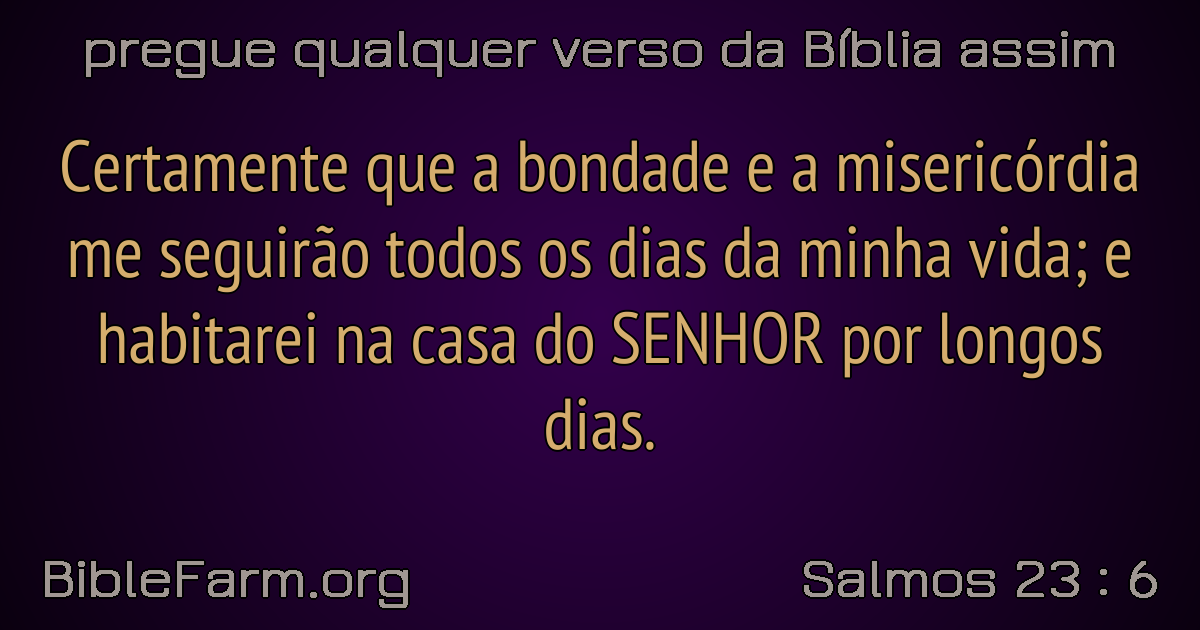 pregue qualquer verso da Bíblia assim
Certamente que a bondade e a misericórdia
me seguirão todos os dias da minha vida; e
habitarei na casa do SENHOR por longos
dias.
BibleFarm.org
Salmos 23 : 6